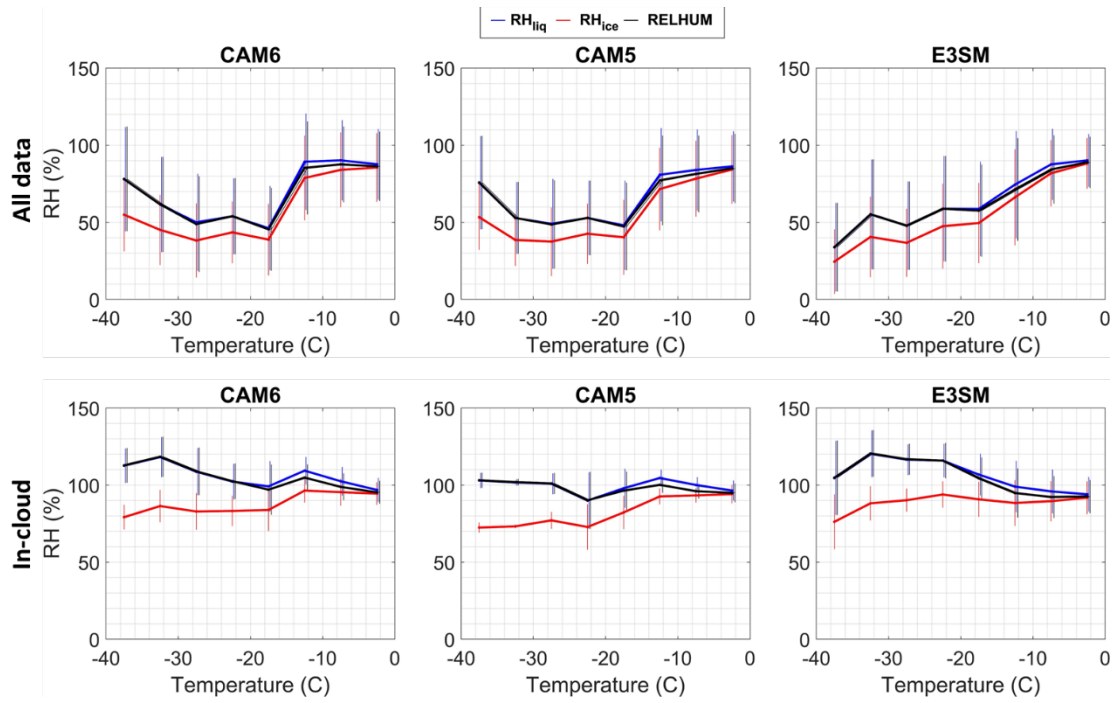 RHliq RHice RELHUM
CAM6 CAM5 E3SM
All data
RH (%)
150 150 150
100 100 100
50 50 50
0 0 0
-40 -30 -20 -10 0 -40 -30 -20 -10 0 -40 -30 -20 -10 0
Temperature (C) Temperature (C) Temperature (C)
CAM6 CAM5 E3SM
In-cloud
RH (%)
150 150 150
100 100 100
50 50 50
0 0 0
-40 -30 -20 -10 0 -40 -30 -20 -10 0 -40 -30 -20 -10 0
Temperature (C) Temperature (C) Temperature (C)